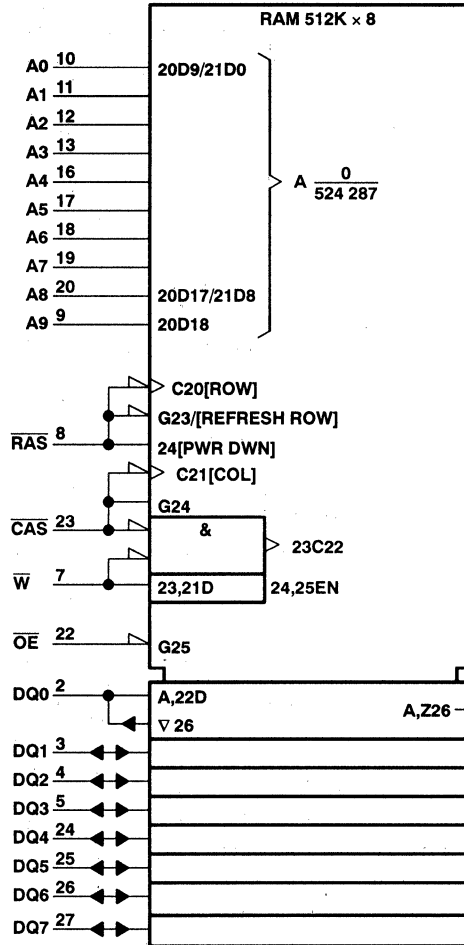 RAM 512K × 8
A0 10 20D9/21D0
A1 11
A2 12
A3 13
A4 16 A 0
524 287
A5 17
A6 18
A7 19
A8 20 20D17/21D8
A9 9 20D18
C20[ROW]
G23/[REFRESH ROW]
RAS 8 24[PWR DWN]
C21[COL]
G24
CAS 23 &
23C22
W 7 23,21D 24,25EN
OE 22 G25
DQ0 2 A,22D
A,Z26
∇ 26
DQ1 3
DQ2 4
DQ3 5
DQ4 24
DQ5 25
DQ6 26
DQ7 27